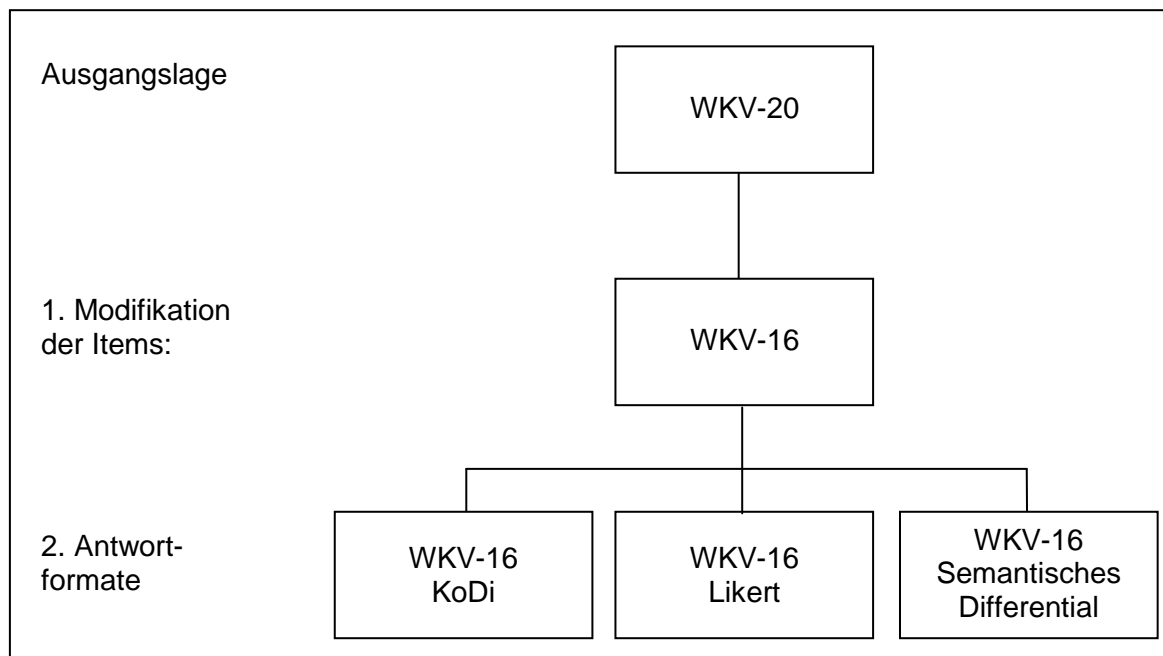 Ausgangslage
WKV-20
1. Modifikation
der Items:
WKV-16
2. Antwort-
formate
WKV-16
KoDi
WKV-16
Likert
WKV-16
Semantisches
Differential